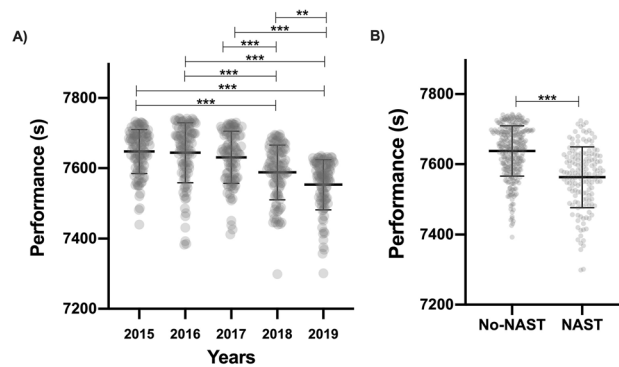 A)
**
***
***
***
***
***
***
7800
7600
7400
7200
Performance (s)
2015 2016 2017 2018 2019
Years
B)
***
7800
7600
7400
7200
Performance (s)
No-NAST NAST